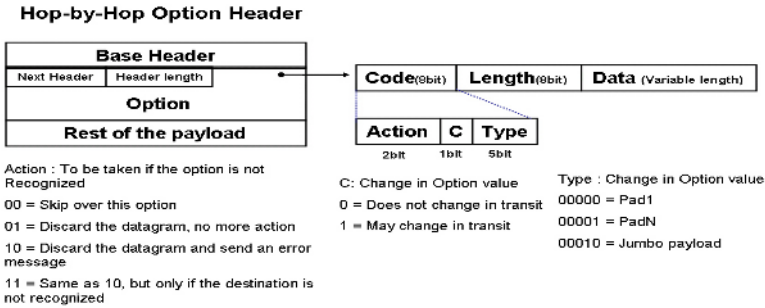 Hop-by-Hop Option Header
Base Header
Next Header Header length
Option
Rest of the payload
Code(8bit) Length(8bit) Data (Variable length)
Action C Type
2bit 1bit 5bit
Action : To be taken if the option is not
Recognized
00 = Skip over this option
01 = Discard the datagram, no more action
10 = Discard the datagram and send an error
message
11 = Same as 10, but only if the destination is
not recognized
C: Change in Option value
0 = Does not change in transit
1 = May change in transit
Type : Change in Option value
00000 = Pad1
00001 = PadN
00010 = Jumbo payload